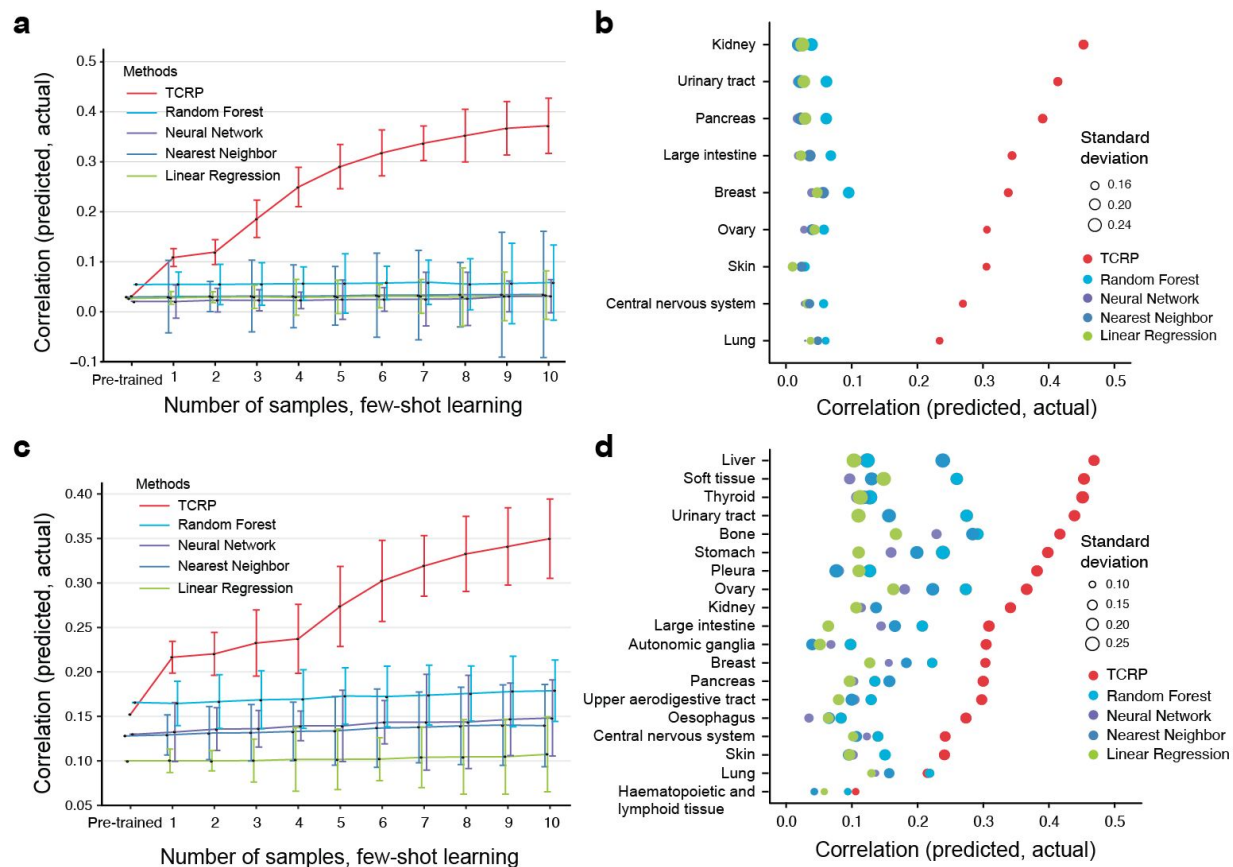 a
Correlation (predicted, actual)
0.5
0.4
0.3
0.2
0.1
0.0
−0.1
Methods
TCRP
Random Forest
Neural Network
Nearest Neighbor
Linear Regression
Pre-trained 1 2 3 4 5 6 7 8 9 10
Number of samples, few-shot learning
b
Kidney
Urinary tract
Pancreas
Large intestine
Breast
Ovary
Skin
Central nervous system
Lung
Standard
deviation
0.16
0.20
0.24
TCRP
Random Forest
Neural Network
Nearest Neighbor
Linear Regression
0.0 0.1 0.2 0.3 0.4 0.5
Correlation (predicted, actual)
c
Correlation (predicted, actual)
0.40
0.35
0.30
0.25
0.20
0.15
0.10
0.05
Methods
TCRP
Random Forest
Neural Network
Nearest Neighbor
Linear Regression
Pre-trained 1 2 3 4 5 6 7 8 9 10
Number of samples, few-shot learning
d
Liver
Soft tissue
Thyroid
Urinary tract
Bone
Stomach
Pleura
Ovary
Kidney
Large intestine
Autonomic ganglia
Breast
Pancreas
Upper aerodigestive tract
Oesophagus
Central nervous system
Skin
Lung
Haematopoietic and
lymphoid tissue
Standard
deviation
0.10
0.15
0.20
0.25
TCRP
Random Forest
Neural Network
Nearest Neighbor
Linear Regression
0.0 0.1 0.2 0.3 0.4 0.5
Correlation (predicted, actual)